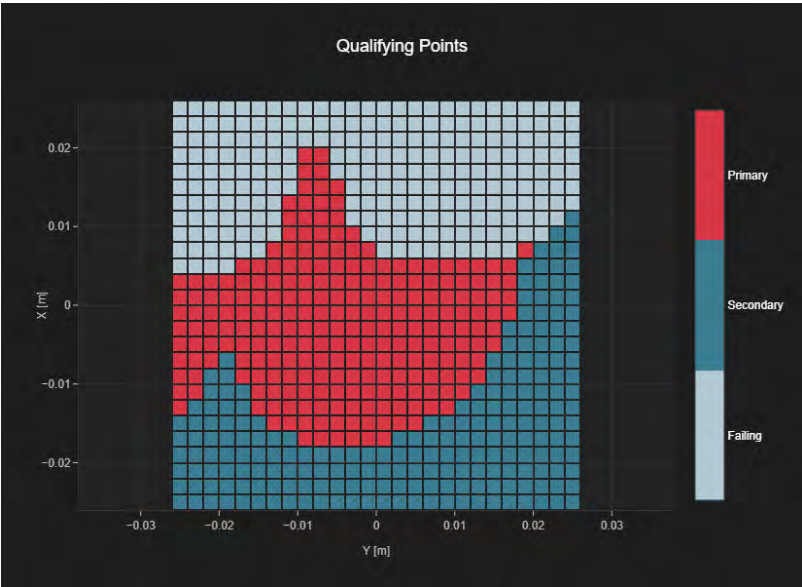 Qualifying Points
0.02
0.01
0
−0.01
−0.02
X [m]
−0.03
−0.02
−0.01
0
0.01
0.02
0.03
Y [m]
Primary
Secondary
Failing